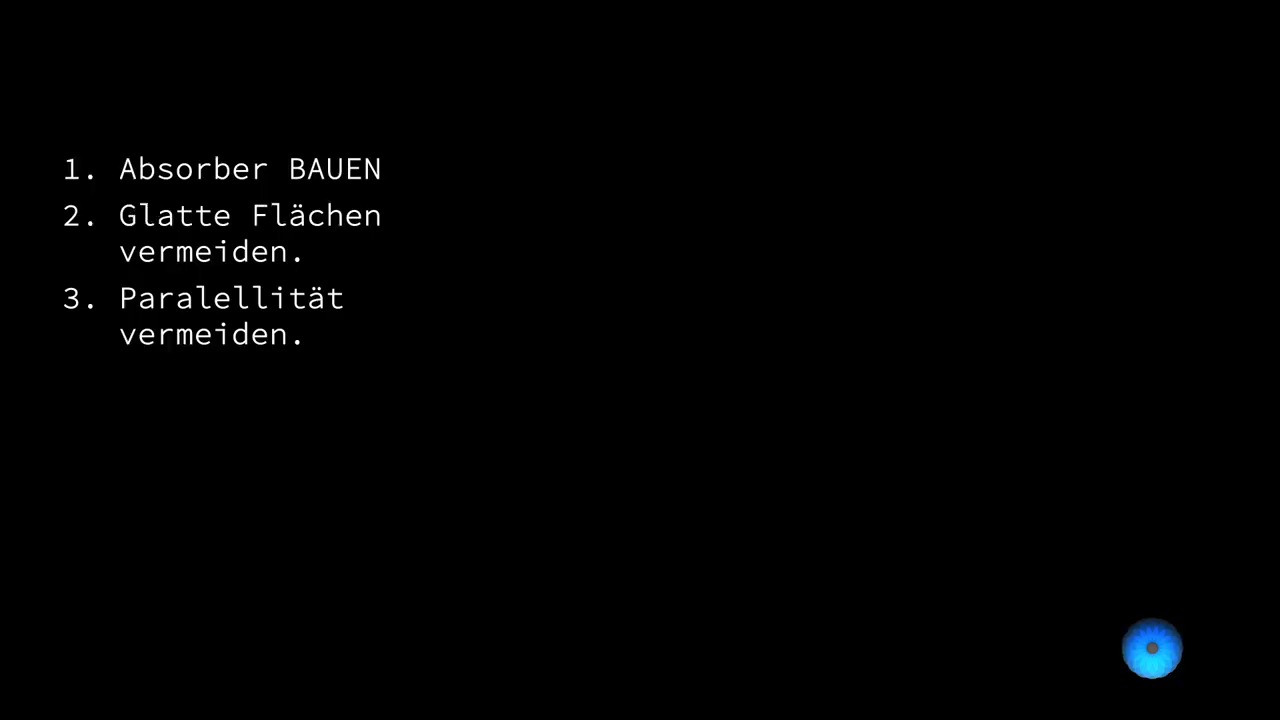 1. Absorber BAUEN
2. Glatte Flächen
vermeiden.
3. Paralellität
vermeiden.